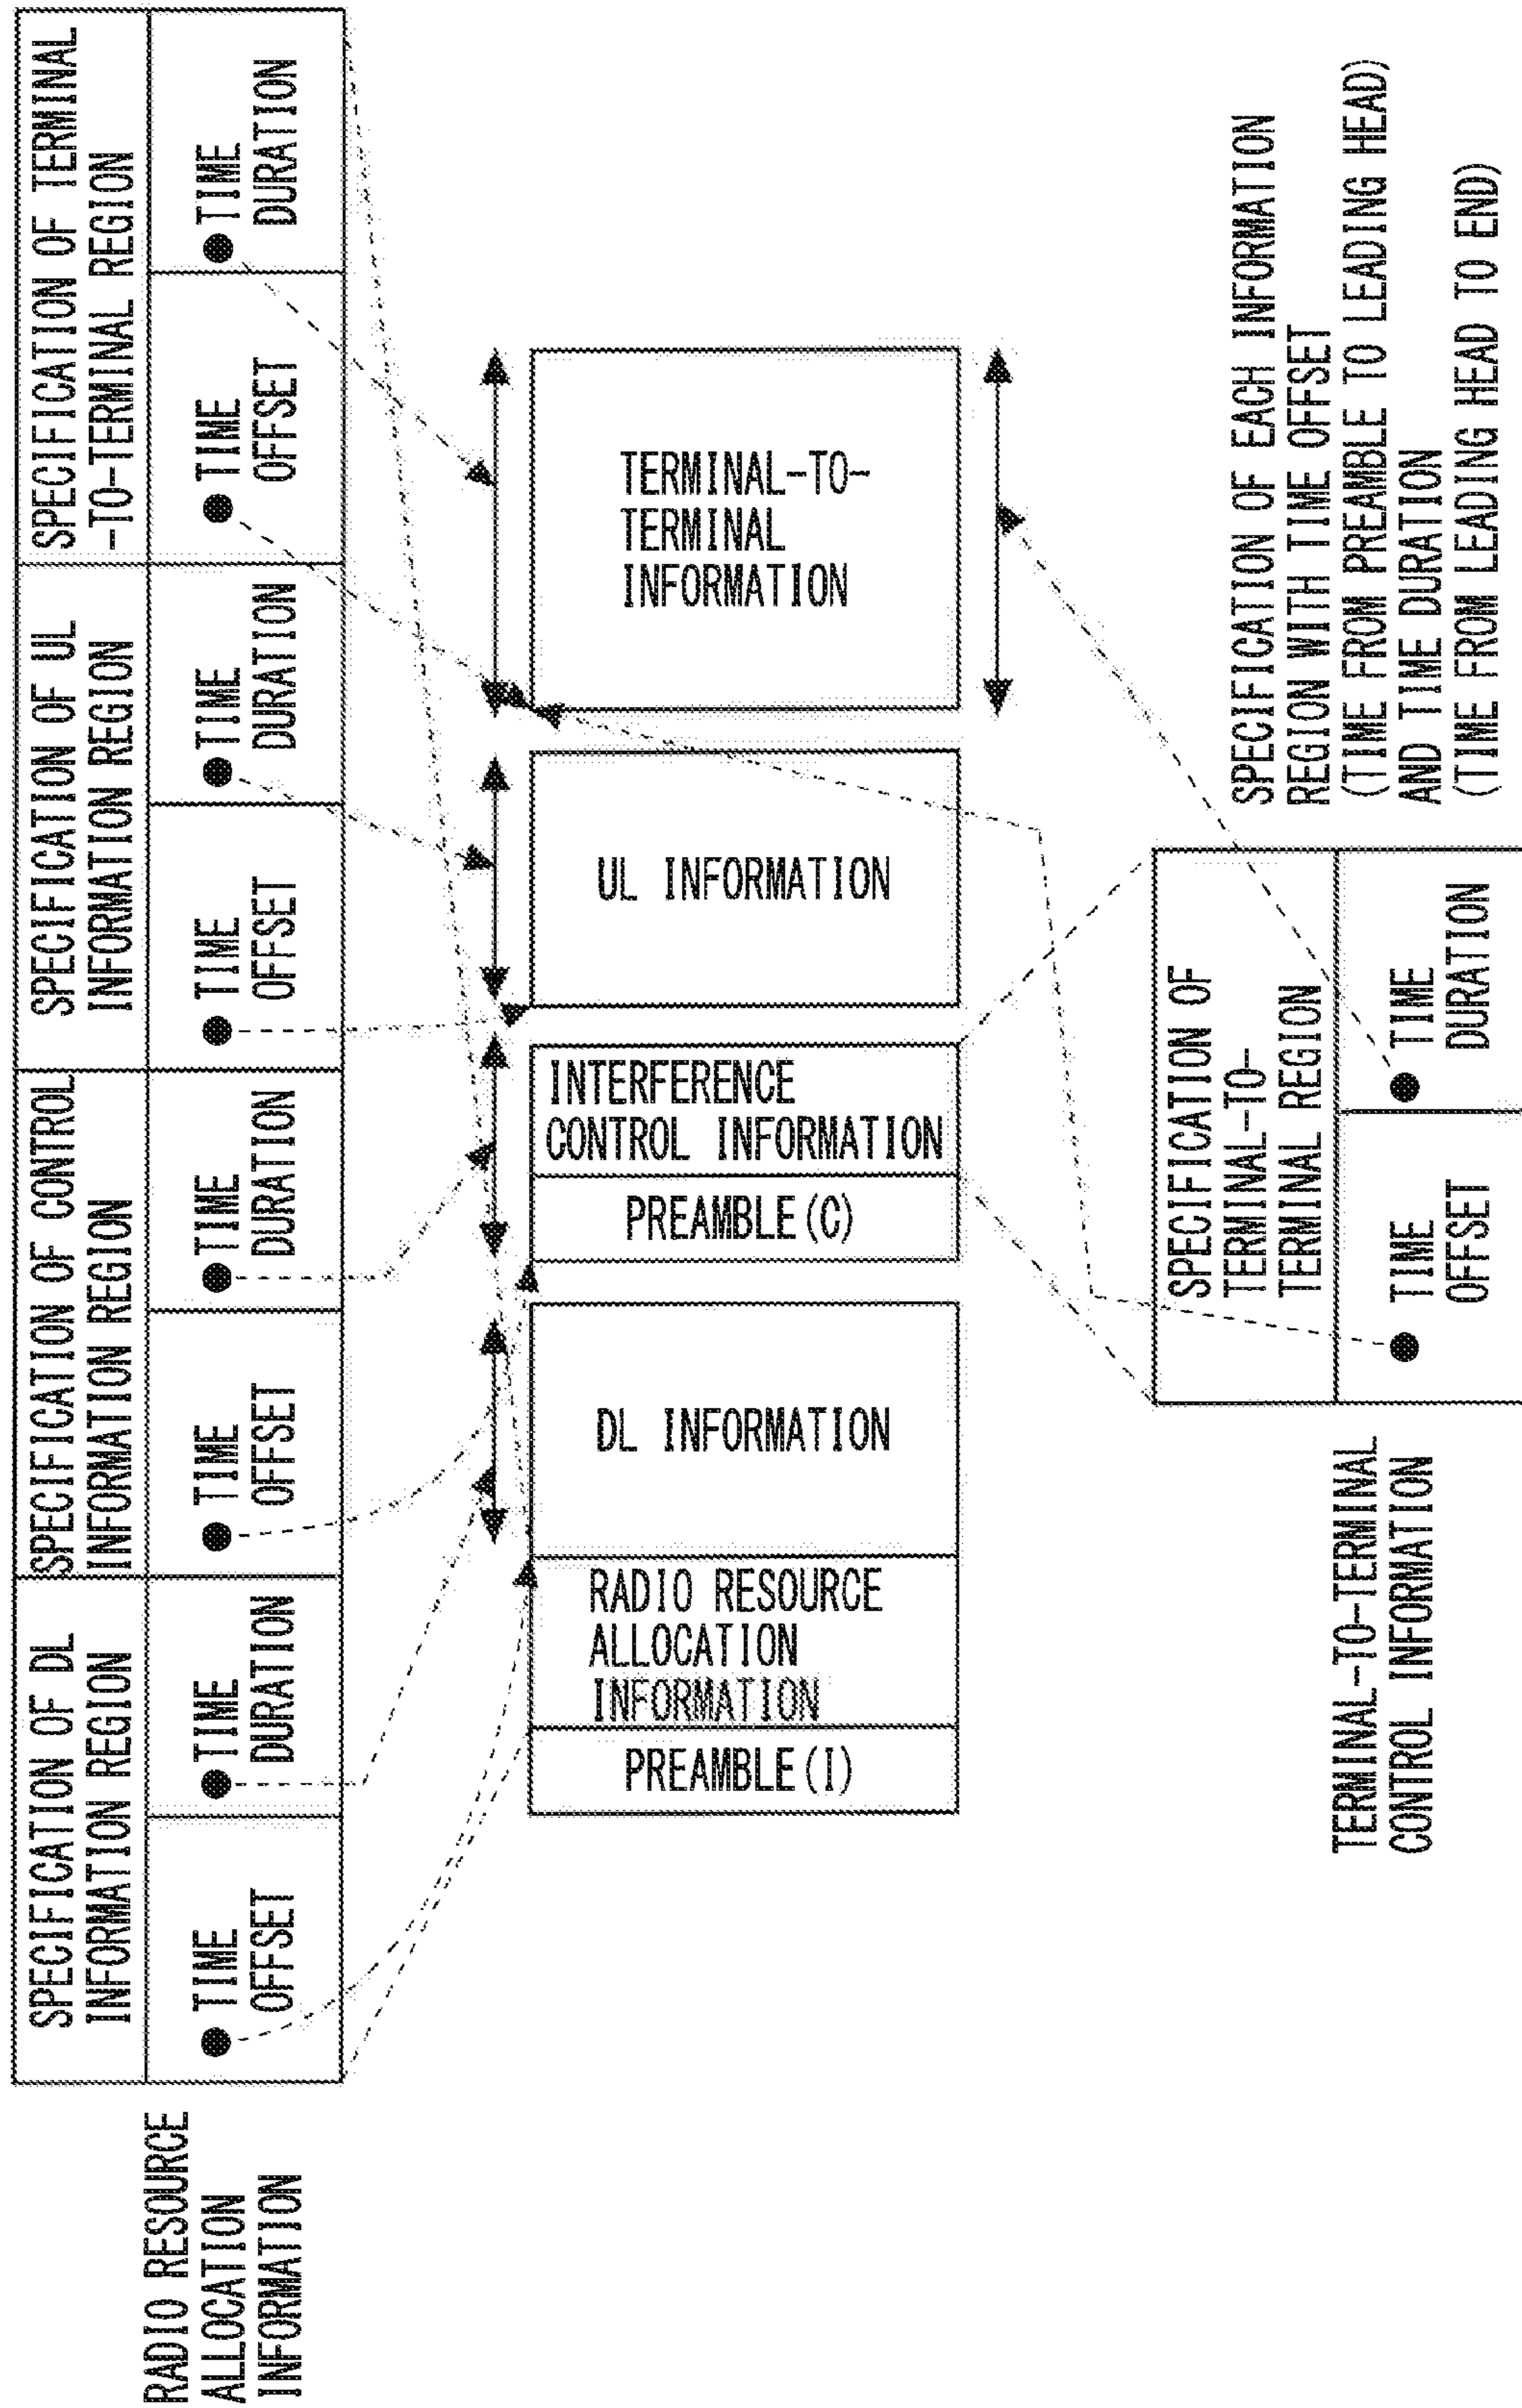 RADIO RESOURCE
ALLOCATION
INFORMATION
SPECIFICATION OF DL
INFORMATION REGION
TIME
OFFSET
TIME
DURATION
SPECIFICATION OF CONTROL
INFORMATION REGION
TIME
OFFSET
TIME
DURATION
SPECIFICATION OF UL
INFORMATION REGION
TIME
OFFSET
TIME
DURATION
SPECIFICATION OF TERMINAL
-TO-TERMINAL REGION
TIME
OFFSET
TIME
DURATION
PREAMBLE(I)
RADIO RESOURCE
ALLOCATION
INFORMATION
DL INFORMATION
PREAMBLE(C)
INTERFERENCE
CONTROL INFORMATION
UL INFORMATION
TERMINAL-TO-
TERMINAL
INFORMATION
TERMINAL-TO-TERMINAL
CONTROL INFORMATION
SPECIFICATION OF
TERMINAL-TO-
TERMINAL REGION
TIME
OFFSET
TIME
DURATION
SPECIFICATION OF EACH INFORMATION
REGION WITH TIME OFFSET
(TIME FROM PREAMBLE TO LEADING HEAD)
AND TIME DURATION
(TIME FROM LEADING HEAD TO END)